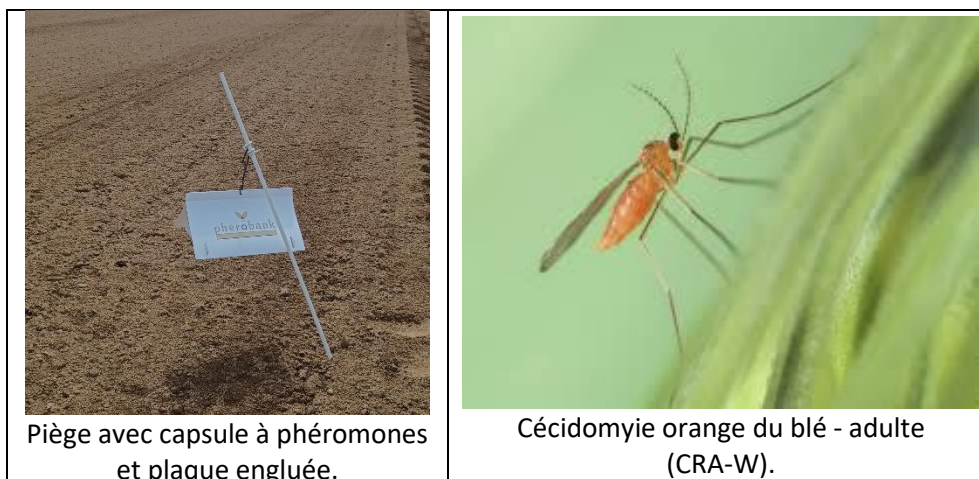 pherobank
Piège avec capsule à phéromones
et plaque engluée.
Cécidomyie orange du blé - adulte
(CRA-W).